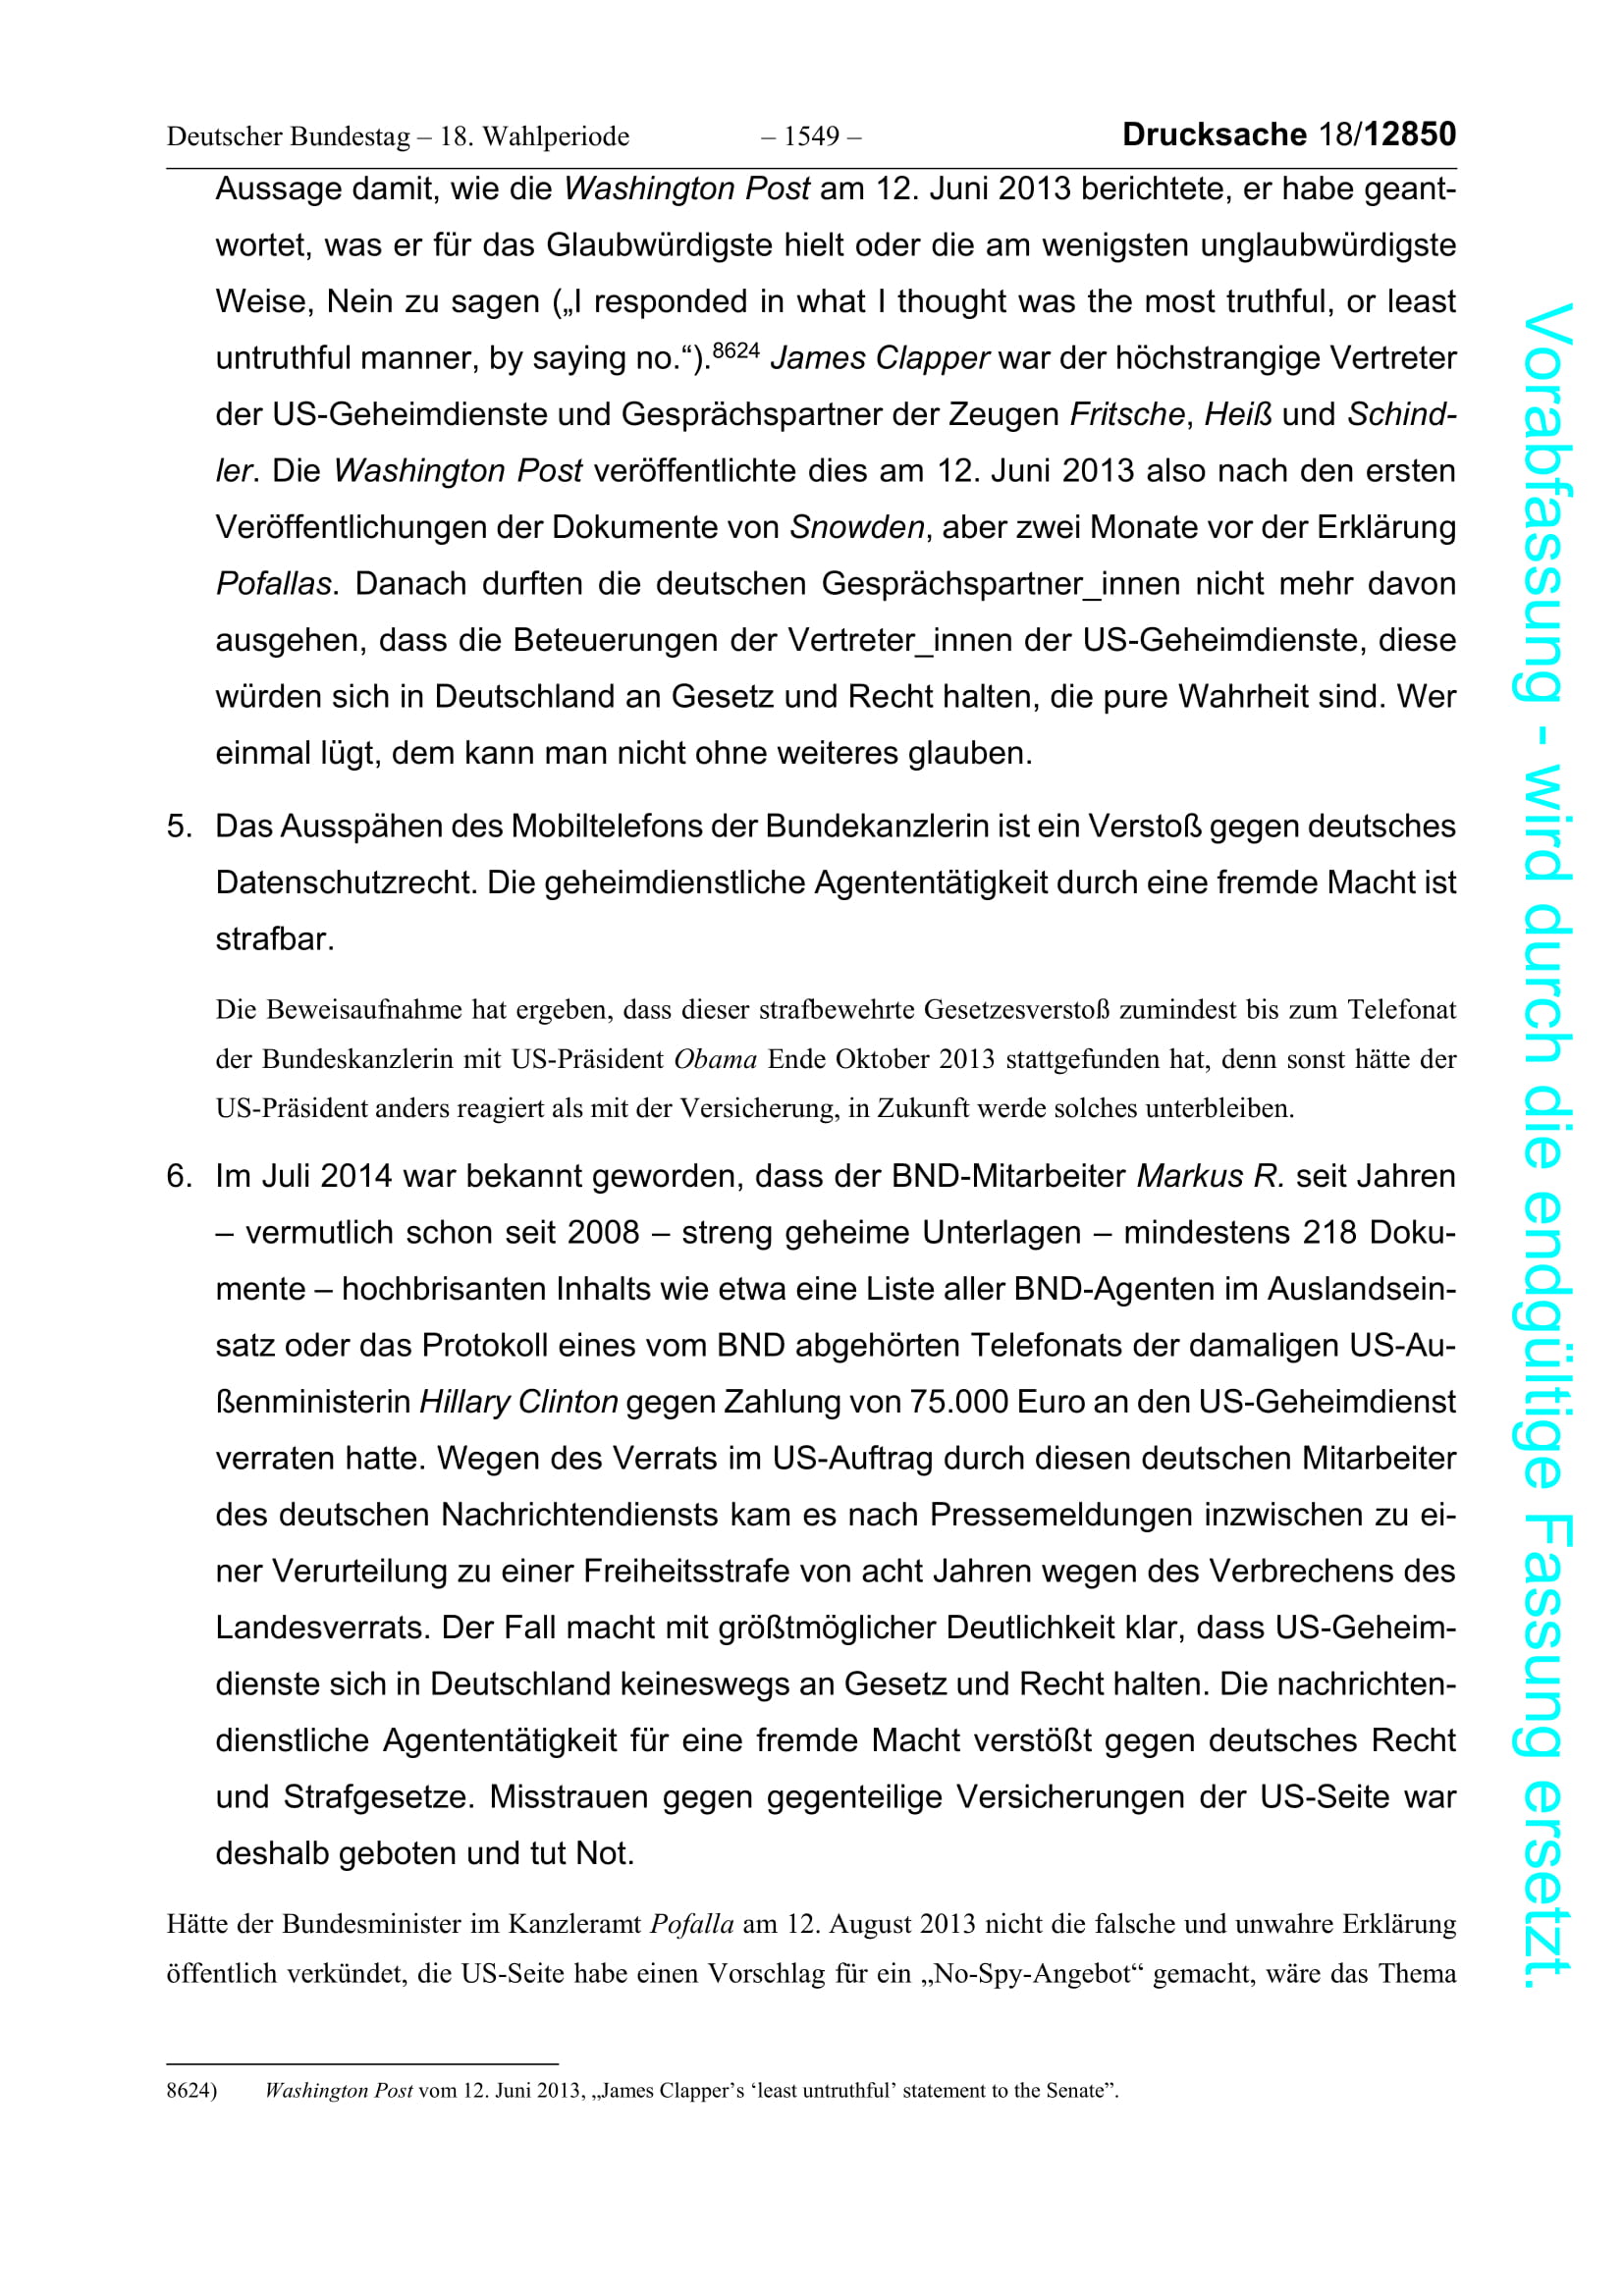 Deutscher Bundestag – 18. Wahlperiode – 1549 – Drucksache 18/12850
Aussage damit, wie die Washington Post am 12. Juni 2013 berichtete, er habe geant-
wortet, was er für das Glaubwürdigste hielt oder die am wenigsten unglaubwürdigste
Weise, Nein zu sagen („I responded in what I thought was the most truthful, or least
untruthful manner, by saying no.“).8624 James Clapper war der höchstrangige Vertreter
der US-Geheimdienste und Gesprächspartner der Zeugen Fritsche, Heiß und Schind-
ler. Die Washington Post veröffentlichte dies am 12. Juni 2013 also nach den ersten
Veröffentlichungen der Dokumente von Snowden, aber zwei Monate vor der Erklärung
Pofallas. Danach durften die deutschen Gesprächspartner_innen nicht mehr davon
ausgehen, dass die Beteuerungen der Vertreter_innen der US-Geheimdienste, diese
würden sich in Deutschland an Gesetz und Recht halten, die pure Wahrheit sind. Wer
einmal lügt, dem kann man nicht ohne weiteres glauben.
5. Das Ausspähen des Mobiltelefons der Bundekanzlerin ist ein Verstoß gegen deutsches
Datenschutzrecht. Die geheimdienstliche Agententätigkeit durch eine fremde Macht ist
strafbar.
Die Beweisaufnahme hat ergeben, dass dieser strafbewehrte Gesetzesverstoß zumindest bis zum Telefonat
der Bundeskanzlerin mit US-Präsident Obama Ende Oktober 2013 stattgefunden hat, denn sonst hätte der
US-Präsident anders reagiert als mit der Versicherung, in Zukunft werde solches unterbleiben.
6. Im Juli 2014 war bekannt geworden, dass der BND-Mitarbeiter Markus R. seit Jahren
– vermutlich schon seit 2008 – streng geheime Unterlagen – mindestens 218 Doku-
mente – hochbrisanten Inhalts wie etwa eine Liste aller BND-Agenten im Auslandsein-
satz oder das Protokoll eines vom BND abgehörten Telefonats der damaligen US-Au-
ßenministerin Hillary Clinton gegen Zahlung von 75.000 Euro an den US-Geheimdienst
verraten hatte. Wegen des Verrats im US-Auftrag durch diesen deutschen Mitarbeiter
des deutschen Nachrichtendiensts kam es nach Pressemeldungen inzwischen zu ei-
ner Verurteilung zu einer Freiheitsstrafe von acht Jahren wegen des Verbrechens des
Landesverrats. Der Fall macht mit größtmöglicher Deutlichkeit klar, dass US-Geheim-
dienste sich in Deutschland keineswegs an Gesetz und Recht halten. Die nachrichten-
dienstliche Agententätigkeit für eine fremde Macht verstößt gegen deutsches Recht
und Strafgesetze. Misstrauen gegen gegenteilige Versicherungen der US-Seite war
deshalb geboten und tut Not.
Hätte der Bundesminister im Kanzleramt Pofalla am 12. August 2013 nicht die falsche und unwahre Erklärung
öffentlich verkündet, die US-Seite habe einen Vorschlag für ein „No-Spy-Angebot“ gemacht, wäre das Thema
8624) Washington Post vom 12. Juni 2013, „James Clapper’s ‘least untruthful’ statement to the Senate”.
Vorabfassung - wird durch die endgültige Fassung ersetzt.